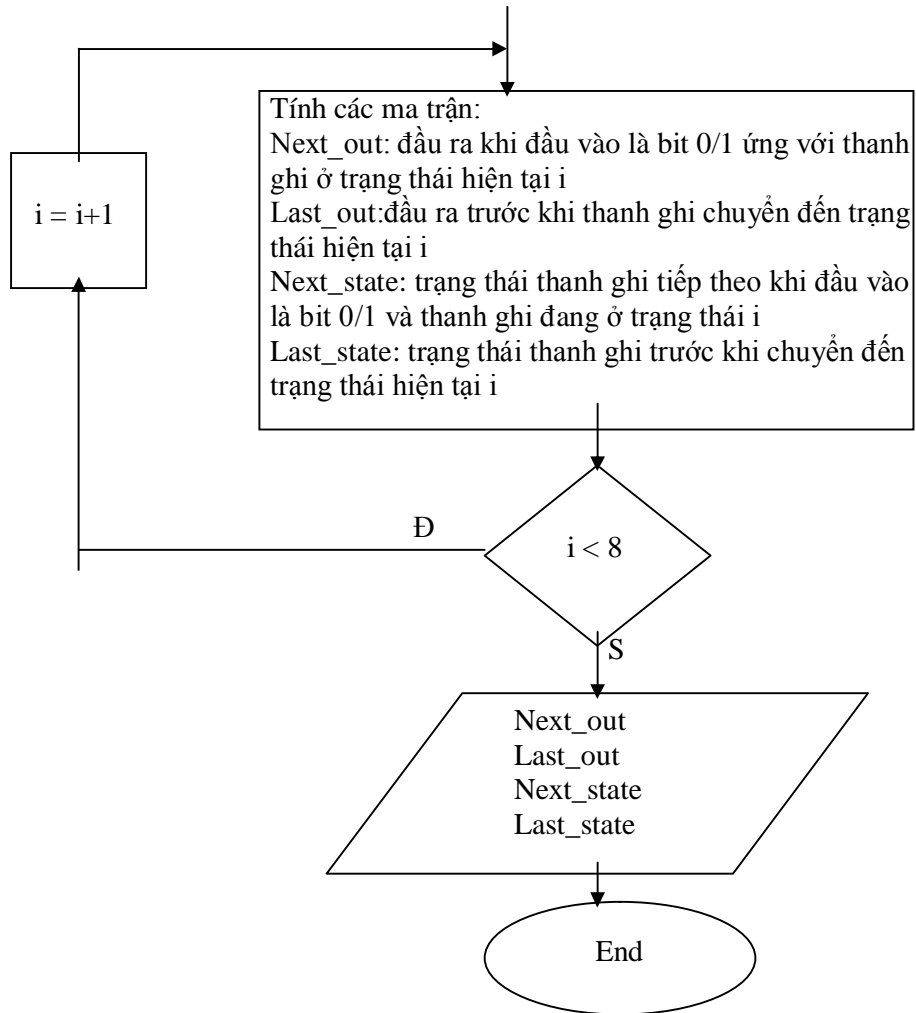 Tính các ma trận:
Next_out: đầu ra khi đầu vào là bit 0/1 ứng với thanh
ghi ở trạng thái hiện tại i
Last_out:đầu ra trước khi thanh ghi chuyển đến trạng
thái hiện tại i
Next_state: trạng thái thanh ghi tiếp theo khi đầu vào
là bit 0/1 và thanh ghi đang ở trạng thái i
Last_state: trạng thái thanh ghi trước khi chuyển đến
trạng thái hiện tại i
i = i+1
Đ
i < 8
S
Next_out
Last_out
Next_state
Last_state
End